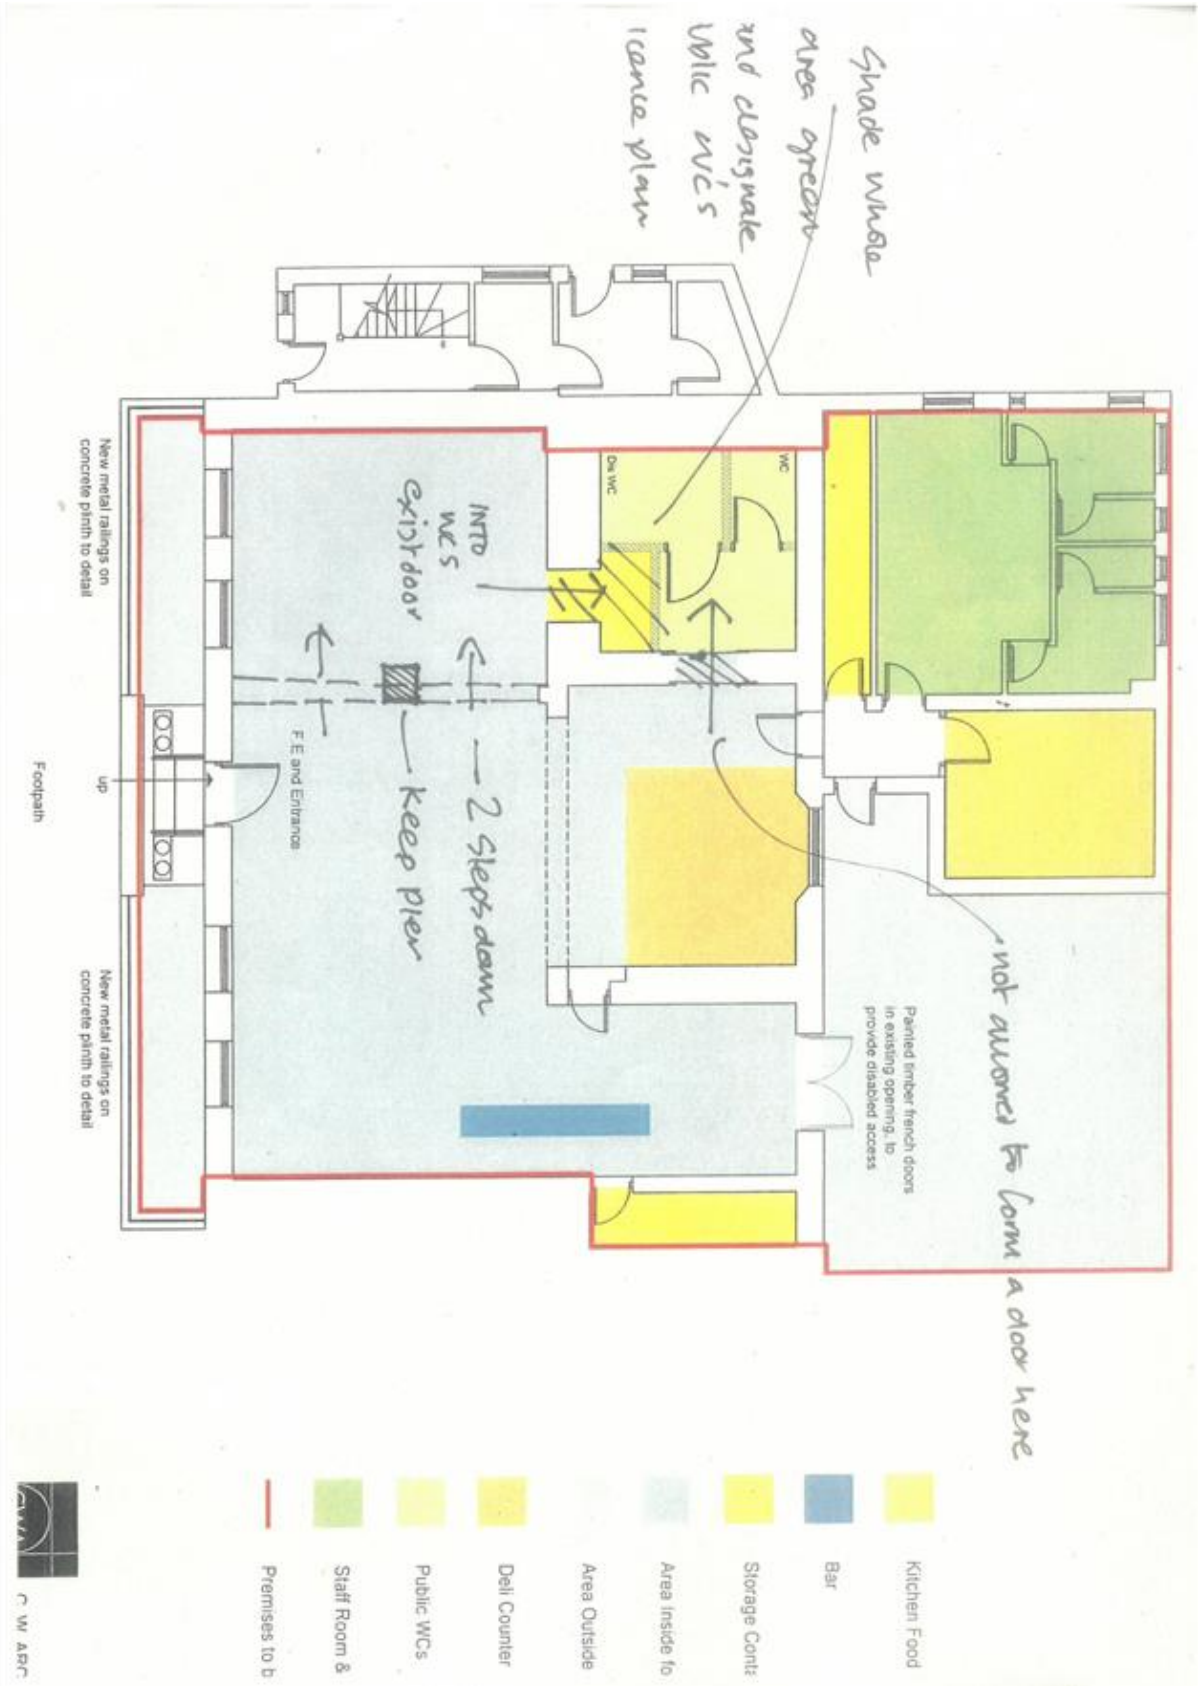 Shade whole
area green
and designate
ublic wc's
icence plan
WC
Dis WC
INTO
wcs
exist door
2 Steps down
Keep pier
F.E and Entrance
not allowed to form a door here
Painted timber french doors
in existing opening, to
provide disabled access
New metal railings on
concrete plinth to detail
up
Footpath
New metal railings on
concrete plinth to detail
Kitchen Food
Bar
Storage Conta
Area Inside fo
Area Outside
Deli Counter
Public WCs
Staff Room &
Premises to b